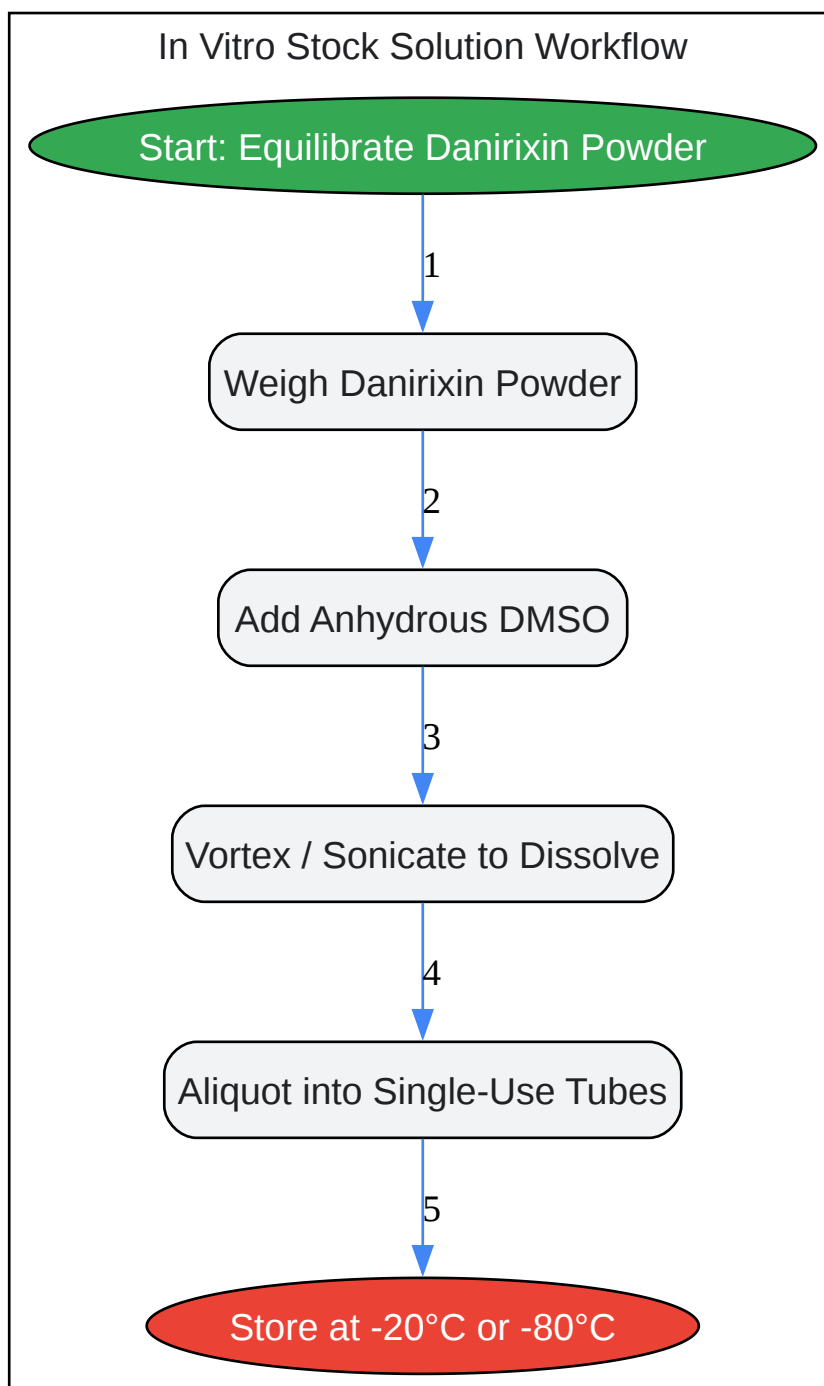 In Vitro Stock Solution Workflow
Start: Equilibrate Danirixin Powder
1
Weigh Danirixin Powder
2
Add Anhydrous DMSO
3
Vortex / Sonicate to Dissolve
4
Aliquot into Single-Use Tubes
5
Store at -20°C or -80°C